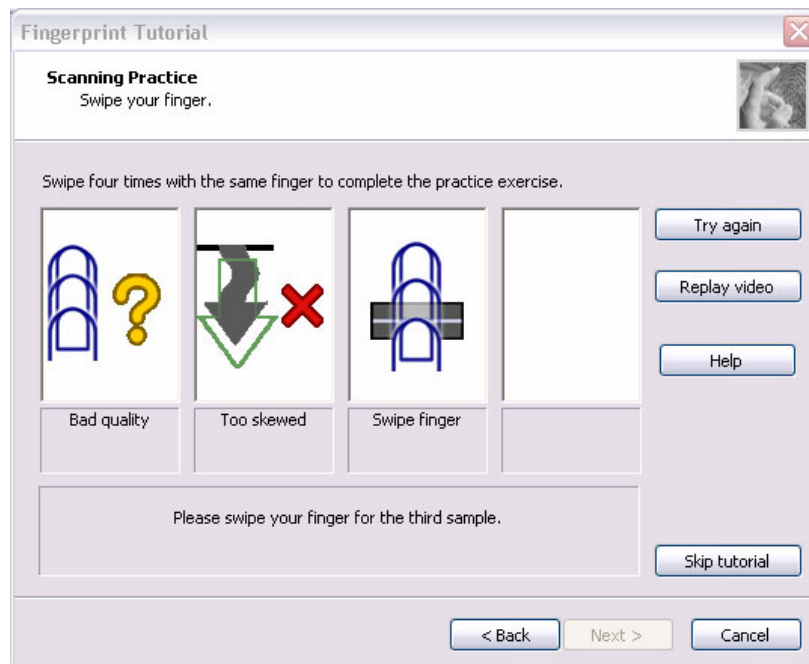 Fingerprint Tutorial
Scanning Practice
Swipe your finger.
Swipe four times with the same finger to complete the practice exercise.
Try again
Replay video
Help
?
Bad quality
Too skewed
Swipe finger
Please swipe your finger for the third sample.
Skip tutorial
< Back
Next >
Cancel